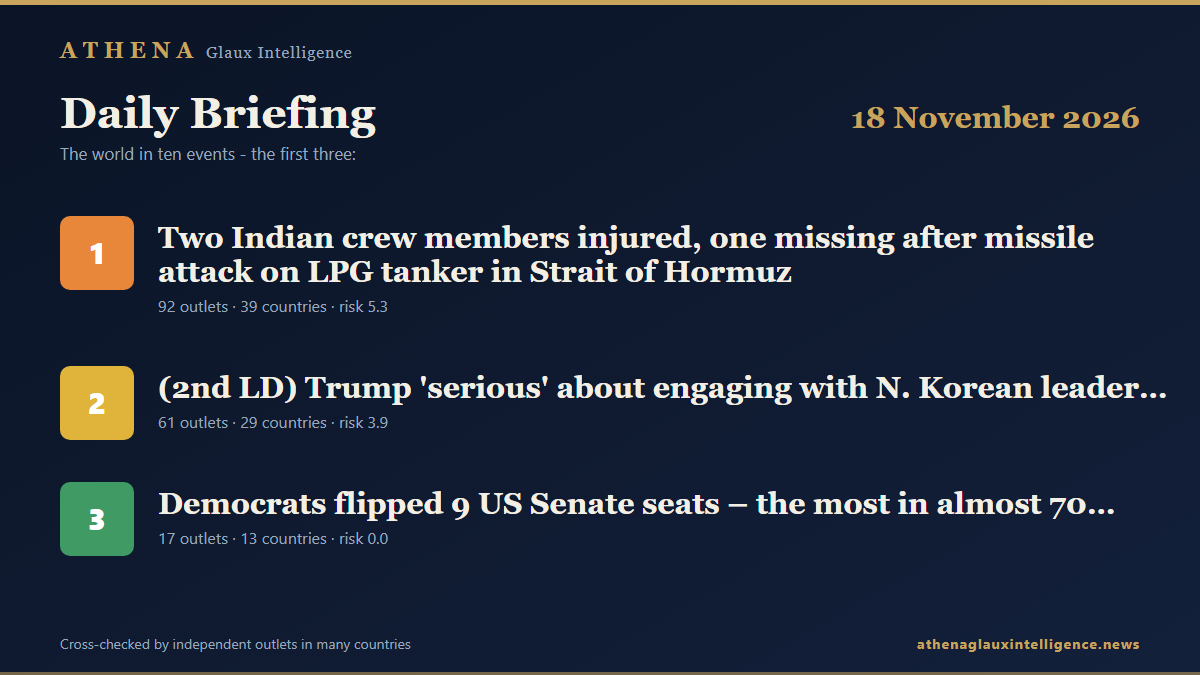 ATHENA Glaux Intelligence
Daily Briefing
18 November 2026
The world in ten events - the first three:
1
Two Indian crew members injured, one missing after missile
attack on LPG tanker in Strait of Hormuz
92 outlets · 39 countries · risk 5.3
2
(2nd LD) Trump 'serious' about engaging with N. Korean leader...
61 outlets · 29 countries · risk 3.9
3
Democrats flipped 9 US Senate seats – the most in almost 70...
17 outlets · 13 countries · risk 0.0
Cross-checked by independent outlets in many countries
athenaglauxintelligence.news